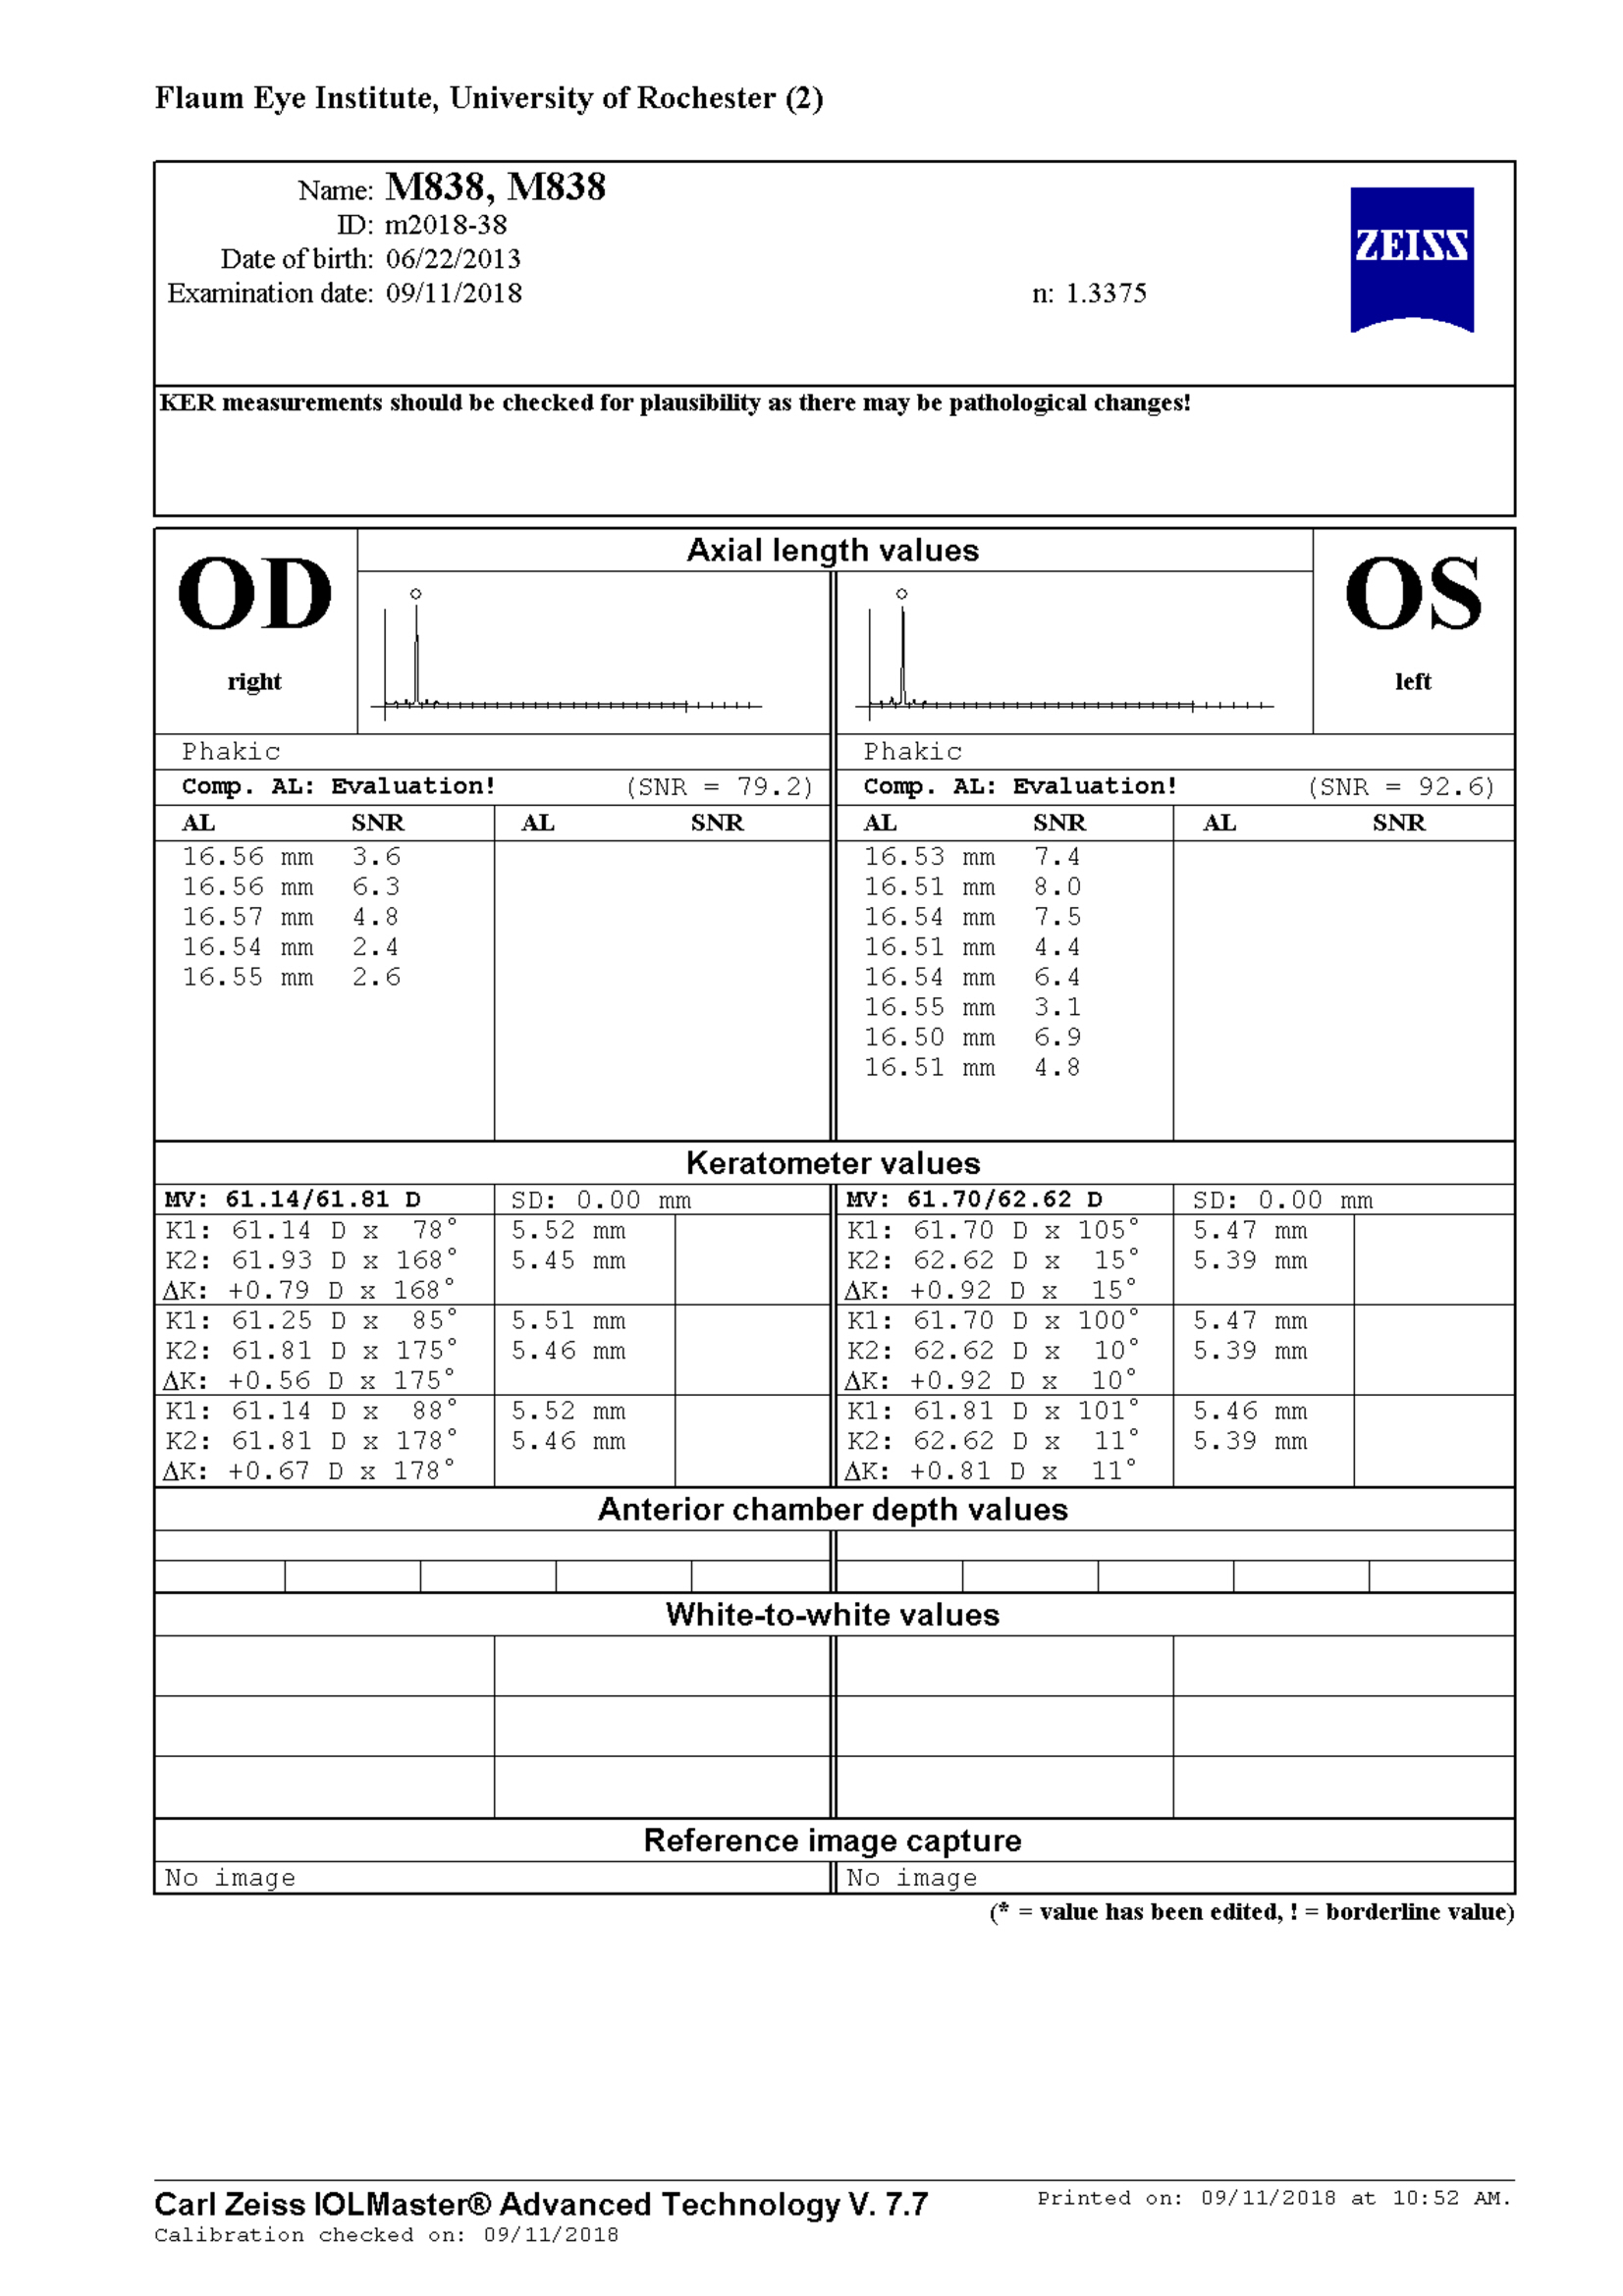 Flaum Eye Institute, University of Rochester (2)
Name: M838, M838
ID: m2018-38
Date of birth: 06/22/2013
Examination date: 09/11/2018 n: 1.3375
ZEISS
KER measurements should be checked for plausibility as there may be pathological changes!
OD
right
Axial length values
OS
left
Phakic Phakic
Comp. AL: Evaluation! (SNR = 79.2) Comp. AL: Evaluation! (SNR = 92.6)
AL SNR AL SNR AL SNR AL SNR
16.56 mm 3.6 16.53 mm 7.4
16.56 mm 6.3 16.51 mm 8.0
16.57 mm 4.8 16.54 mm 7.5
16.54 mm 2.4 16.51 mm 4.4
16.55 mm 2.6 16.54 mm 6.4
16.55 mm 3.1
16.50 mm 6.9
16.51 mm 4.8
Keratometer values
MV: 61.14/61.81 D SD: 0.00 mm MV: 61.70/62.62 D SD: 0.00 mm
K1: 61.14 D x 78° 5.52 mm K1: 61.70 D x 105° 5.47 mm
K2: 61.93 D x 168° 5.45 mm K2: 62.62 D x 15° 5.39 mm
ΔK: +0.79 D x 168° ΔK: +0.92 D x 15°
K1: 61.25 D x 85° 5.51 mm K1: 61.70 D x 100° 5.47 mm
K2: 61.81 D x 175° 5.46 mm K2: 62.62 D x 10° 5.39 mm
ΔK: +0.56 D x 175° ΔK: +0.92 D x 10°
K1: 61.14 D x 88° 5.52 mm K1: 61.81 D x 101° 5.46 mm
K2: 61.81 D x 178° 5.46 mm K2: 62.62 D x 11° 5.39 mm
ΔK: +0.67 D x 178° ΔK: +0.81 D x 11°
Anterior chamber depth values
White-to-white values
Reference image capture
No image No image
(* = value has been edited, ! = borderline value)
Carl Zeiss IOLMaster® Advanced Technology V. 7.7 Printed on: 09/11/2018 at 10:52 AM.
Calibration checked on: 09/11/2018